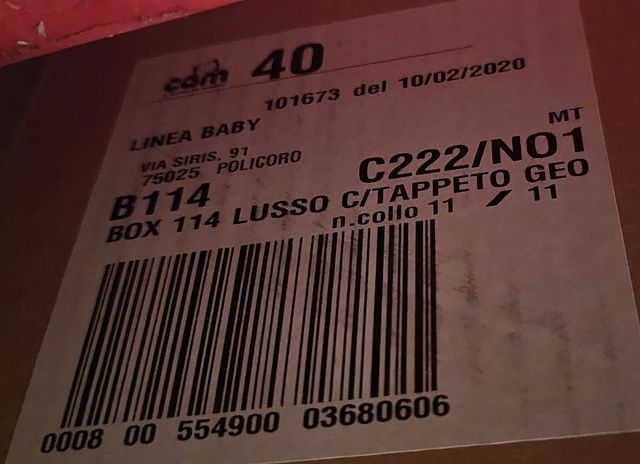 cam 40
101673 del 10/02/2020
LINEA BABY
VIA SIRIS, 91
75025 POLICORO MT
B114 C222/NO1
BOX 114 LUSSO C/TAPPETO GEO
n.collo 11 / 11
0008 00 554900 03680606